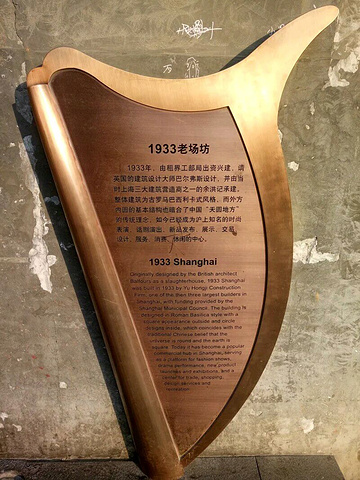 万
1933老场坊
1933年，由租界工部局出资兴建，请
英国的建筑设计大师巴尔弗斯设计，并由当
时上海三大建筑营造商之一的余洪记承建。
整体建筑为古罗马巴西利卡式风格，而外方
内圆的基本结构也暗合了中国“天圆地方”
的传统理念。如今已经成为沪上知名的时尚
表演、话剧演出、新品发布、展示、交易、
设计、服务、消费、休闲的中心。
1933 Shanghai
Originally designed by the British architect
Balfours as a slaughterhouse, 1933 Shanghai
was built in 1933 by Yu Hongji Construction
Firm, one of the then three largest builders in
Shanghai, with funding provided by the
Shanghai Municipal Council. The building is
designed in Roman Basilica style with a
square appearance outside and circle
designs inside, which coincides with the
traditional Chinese belief that the
universe is round and the earth is
square. Today it has become a popular
commercial hub in Shanghai, serving
as a platform for fashion shows,
drama performance, new product
launches and exhibitions, and a
center for trade, shopping,
design services and
recreation.